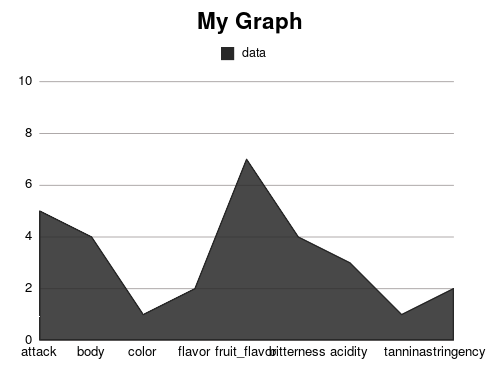 My Graph
data
10
8
6
4
2
0
attack body color flavor fruit_flavor bitterness acidity tannin astringency